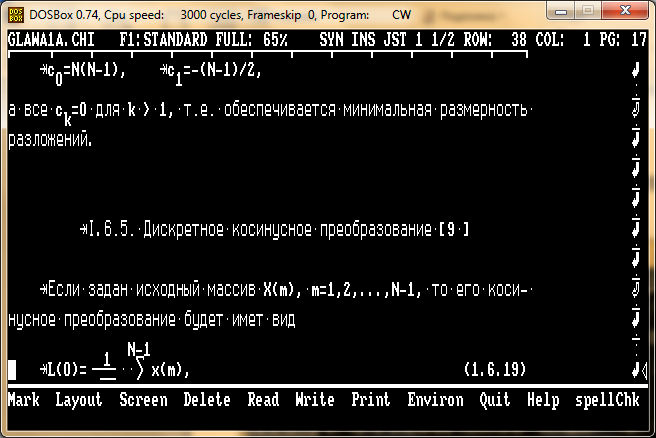 DOSBox 0.74, Cpu speed: 3000 cycles, Frameskip 0, Program: CW
GLAWA1A.CHI F1:STANDARD FULL: 65% SYN INS JST 1 1/2 ROW: 38 COL: 1 PG: 17
c0=N(N-1), c1=-(N-1)/2,
а все ck=0 для k > 1, т.е. обеспечивается минимальная размерность
разложений.
I.6.5. Дискретное косинусное преобразование [9 ]
Если задан исходный массив X(m), m=1,2,...,N-1, то его коси-
нусное преобразование будет имет вид
N-1
L(0)= 1 > x(m), (1.6.19)
Mark Layout Screen Delete Read Write Print Environ Quit Help spellChk